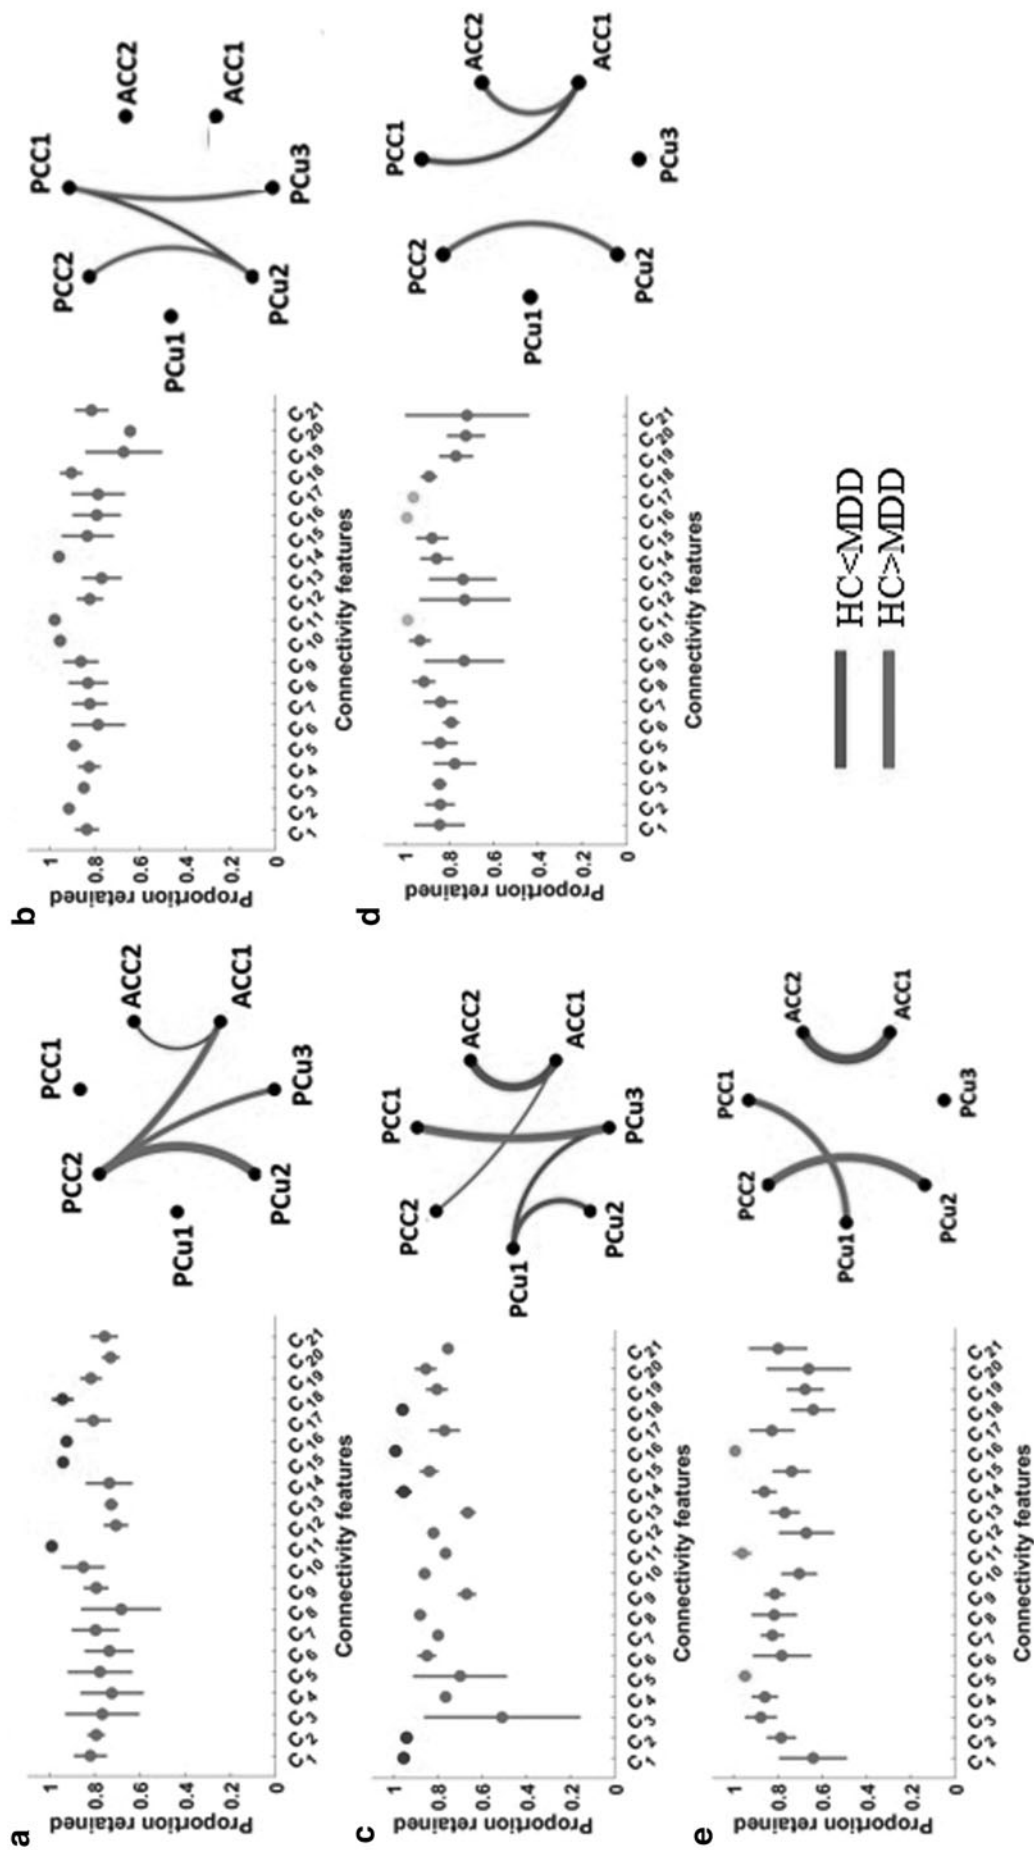 a
Proportion retained
1
0.8
0.6
0.4
0.2
0
C1 C2 C3 C4 C5 C6 C7 C8 C9 C10 C11 C12 C13 C14 C15 C16 C17 C18 C19 C20 C21
Connectivity features
PCC1
PCC2
ACC2
PCu1
ACC1
PCu2
PCu3
b
Proportion retained
1
0.8
0.6
0.4
0.2
0
C1 C2 C3 C4 C5 C6 C7 C8 C9 C10 C11 C12 C13 C14 C15 C16 C17 C18 C19 C20 C21
Connectivity features
PCC1
PCC2
ACC2
PCu1
ACC1
PCu2
PCu3
c
Proportion retained
1
0.8
0.6
0.4
0.2
0
C1 C2 C3 C4 C5 C6 C7 C8 C9 C10 C11 C12 C13 C14 C15 C16 C17 C18 C19 C20 C21
Connectivity features
PCC1
PCC2
ACC2
PCu1
ACC1
PCu2
PCu3
d
Proportion retained
1
0.8
0.6
0.4
0.2
0
C1 C2 C3 C4 C5 C6 C7 C8 C9 C10 C11 C12 C13 C14 C15 C16 C17 C18 C19 C20 C21
Connectivity features
PCC1
PCC2
ACC2
PCu1
ACC1
PCu2
PCu3
e
Proportion retained
1
0.8
0.6
0.4
0.2
0
C1 C2 C3 C4 C5 C6 C7 C8 C9 C10 C11 C12 C13 C14 C15 C16 C17 C18 C19 C20 C21
Connectivity features
PCC1
PCC2
ACC2
PCu1
ACC1
PCu2
PCu3
HC<MDD
HC>MDD